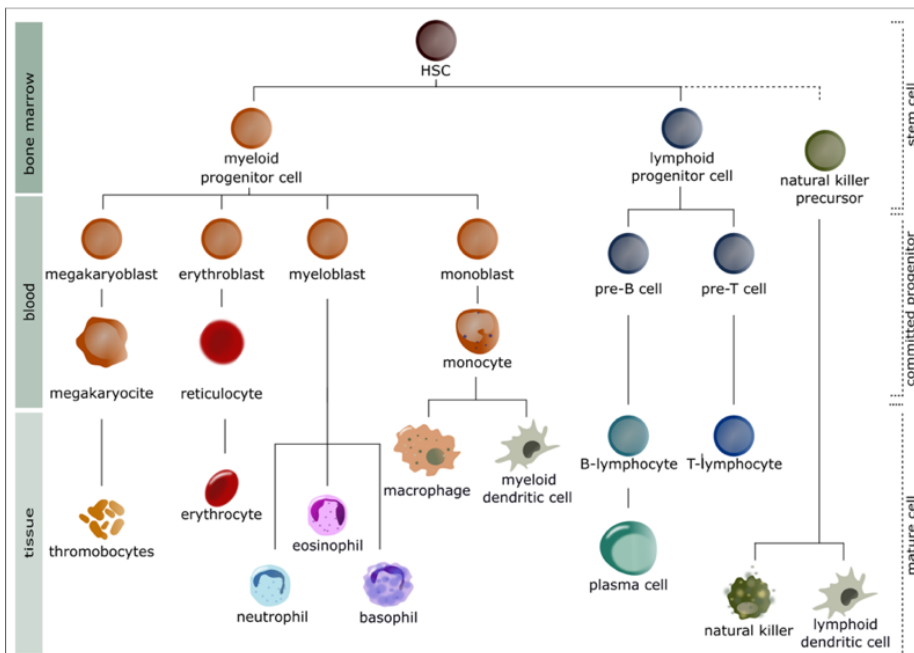 HSC
bone marrow
stem cell
myeloid
progenitor cell
lymphoid
progenitor cell
natural killer
precursor
blood
committed progenitor
megakaryoblast
erythroblast
myeloblast
monoblast
pre-B cell
pre-T cell
megakaryocite
reticulocyte
monocyte
tissue
mature cell
macrophage
myeloid
dendritic cell
B-lymphocyte
T-lymphocyte
thromobocytes
erythrocyte
eosinophil
neutrophil
basophil
plasma cell
natural killer
lymphoid
dendritic cell